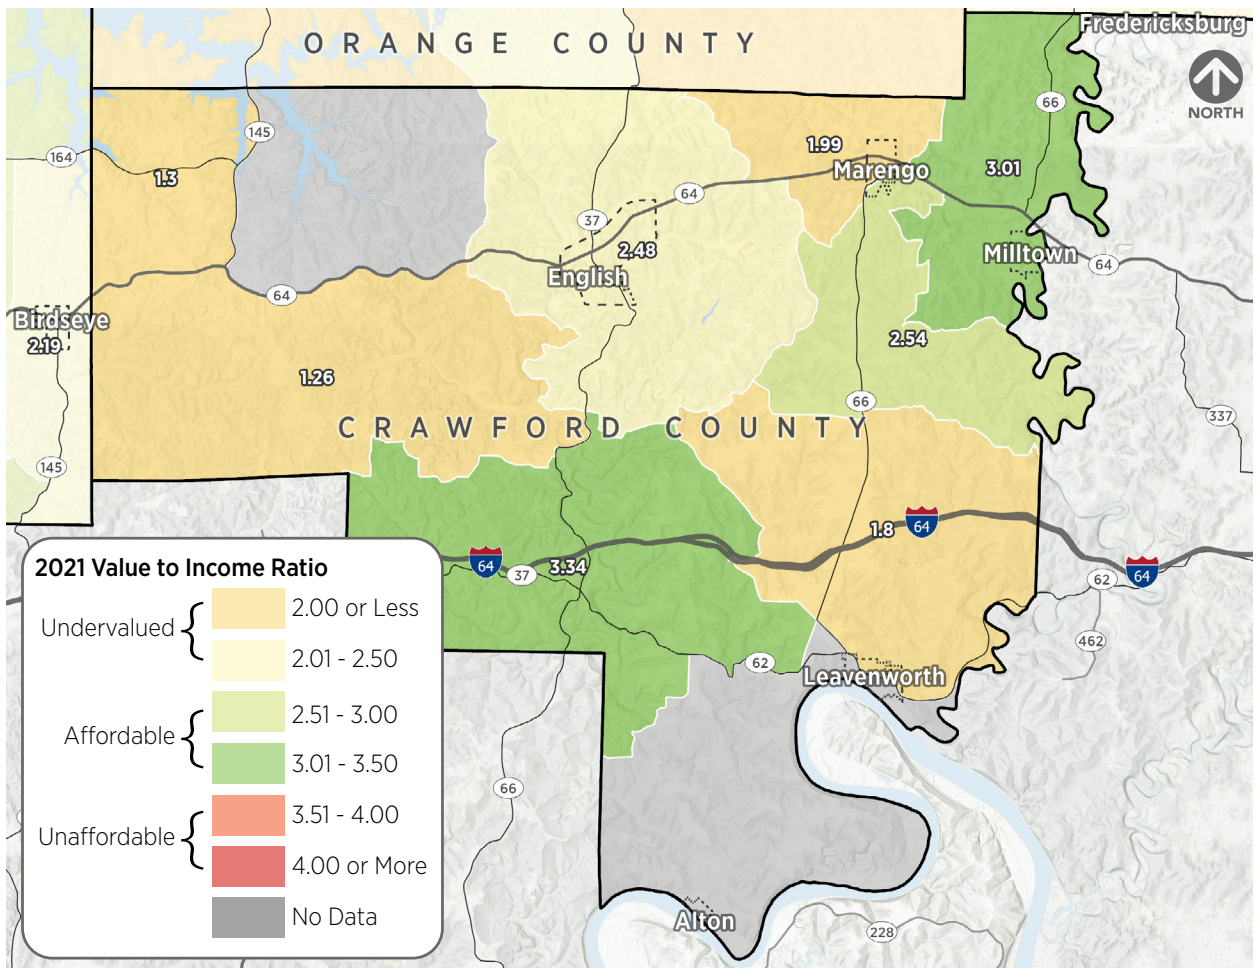 Fredericksburg
ORANGE COUNTY
NORTH
66
145
164
1.99
Marengo
3.01
1.3
64
37
2.48
English
Milltown
64
64
Birdseye
2.19
2.54
1.26
66
337
CRAWFORD COUNTY
145
1.8
64
64
37
3.34
64
62
462
62
Leavenworth
66
Alton
228
2021 Value to Income Ratio
Undervalued
2.00 or Less
2.01 - 2.50
Affordable
2.51 - 3.00
3.01 - 3.50
Unaffordable
3.51 - 4.00
4.00 or More
No Data